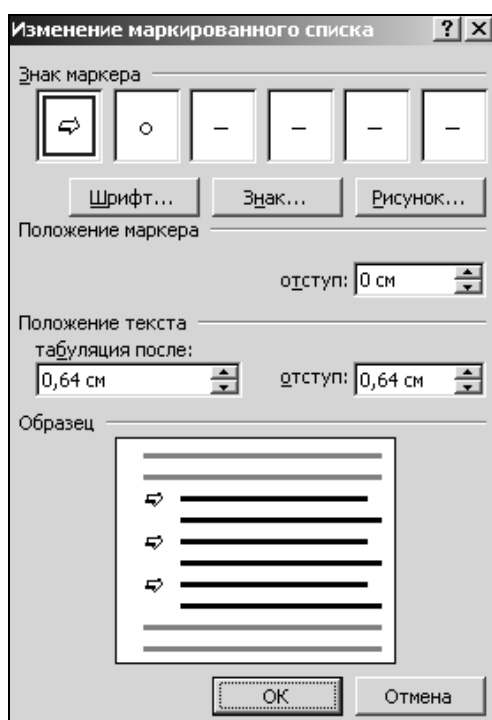 Изменение маркированного списка
Знак маркера
Шрифт... Знак... Рисунок...
Положение маркера
отступ: 0 см
Положение текста
табуляция после:
0,64 см отступ: 0,64 см
Образец
ОК Отмена